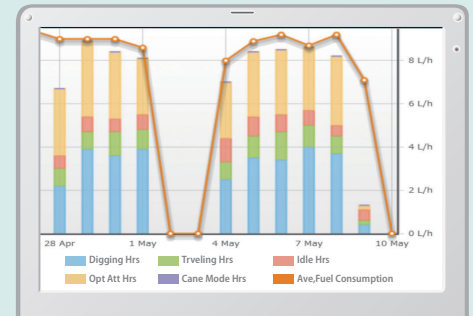 8 L/h
6 L/h
4 L/h
2 L/h
0 L/h
28 Apr 1 May 4 May 7 May 10 May
Digging Hrs Trveling Hrs Idle Hrs
Opt Att Hrs Cane Mode Hrs Ave,Fuel Consumption